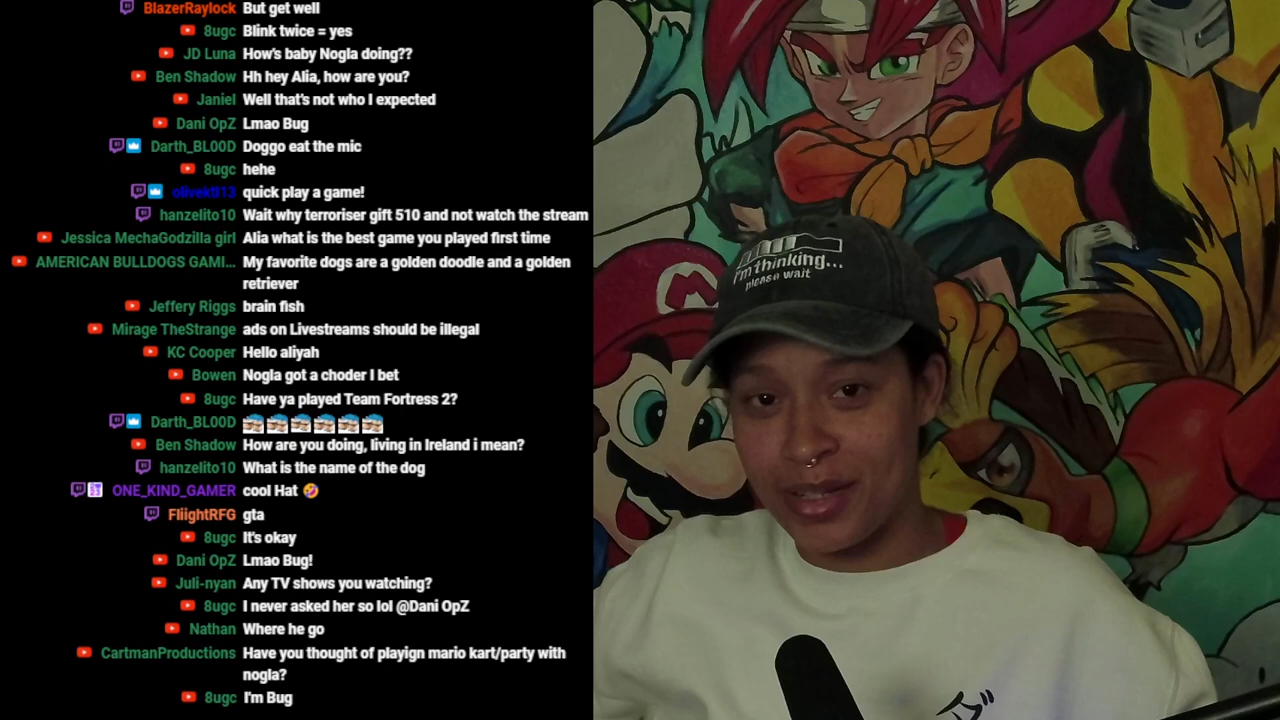 BlazerRaylock But get well
8ugc Blink twice = yes
JD Luna How's baby Nogla doing??
Ben Shadow Hh hey Alia, how are you?
Janiel Well that's not who I expected
Dani OpZ Lmao Bug
Darth_BL00D Doggo eat the mic
8ugc hehe
olivektl13 quick play a game!
hanzelito10 Wait why terroriser gift 510 and not watch the stream
Jessica MechaGodzilla girl Alia what is the best game you played first time
AMERICAN BULLDOGS GAMI... My favorite dogs are a golden doodle and a golden
retriever
Jeffery Riggs brain fish
Mirage TheStrange ads on Livestreams should be illegal
KC Cooper Hello aliyah
Bowen Nogla got a choder I bet
8ugc Have ya played Team Fortress 2?
Darth_BL00D
Ben Shadow How are you doing, living in Ireland i mean?
hanzelito10 What is the name of the dog
ONE_KIND_GAMER cool Hat 🤣
FliightRFG gta
8ugc It's okay
Dani OpZ Lmao Bug!
Juli-nyan Any TV shows you watching?
8ugc I never asked her so lol @Dani OpZ
Nathan Where he go
CartmanProductions Have you thought of playign mario kart/party with
nogla?
8ugc I'm Bug
i'm thinking...
please wait
M